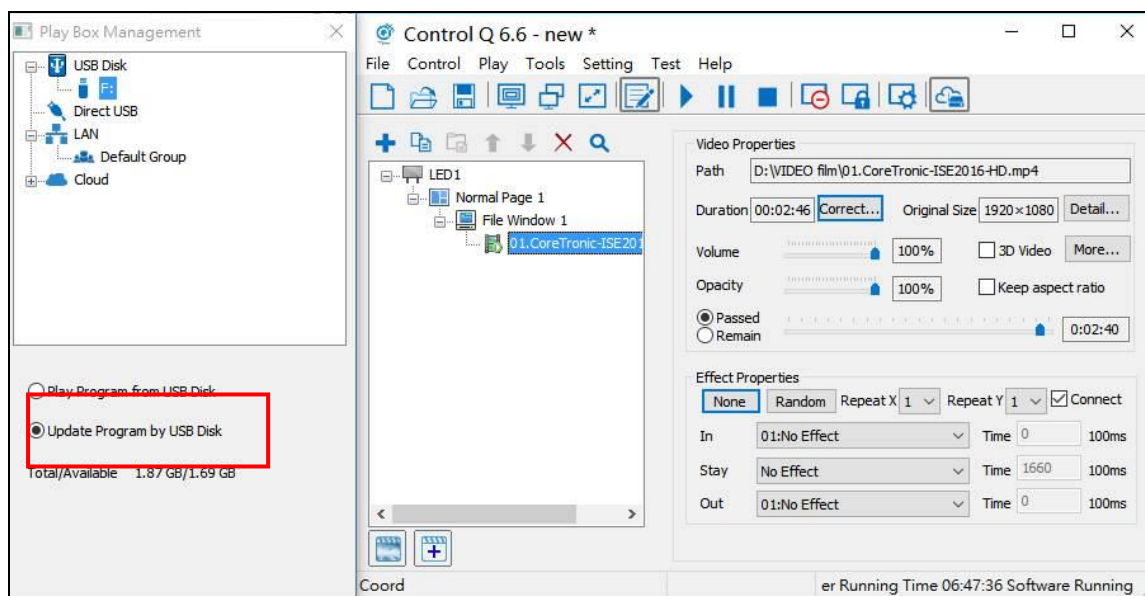 Play Box Management
USB Disk
F:
Direct USB
LAN
Default Group
Cloud
Play Program from USB Disk
Update Program by USB Disk
Total/Available 1.87 GB/1.69 GB
Control Q 6.6 - new *
File Control Play Tools Setting Test Help
LED1
Normal Page 1
File Window 1
01.CoreTronic-ISE201
Video Properties
Path D:\VIDEO film\01.CoreTronic-ISE2016-HD.mp4
Duration 00:02:46 Correct... Original Size 1920×1080 Detail...
Volume 100% 3D Video More...
Opacity 100% Keep aspect ratio
Passed
Remain 0:02:40
Effect Properties
None Random Repeat X 1 Repeat Y 1 Connect
In 01:No Effect Time 0 100ms
Stay No Effect Time 1660 100ms
Out 01:No Effect Time 0 100ms
Coord er Running Time 06:47:36 Software Running